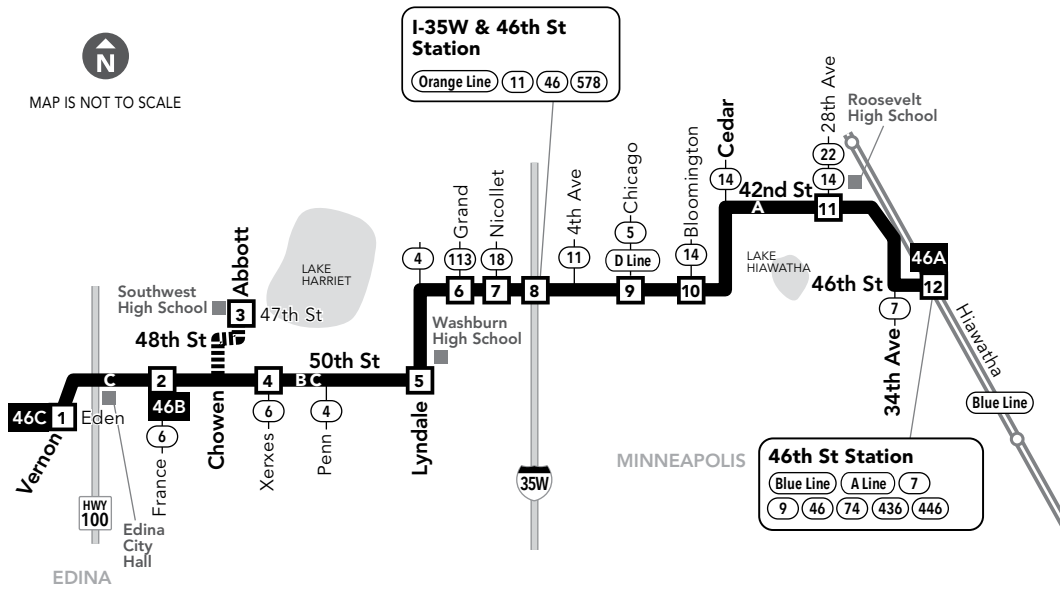 N
MAP IS NOT TO SCALE
I-35W & 46th St
Station
Orange Line 11 46 578
Roosevelt
High School
28th Ave
22
14
Cedar
14
42nd St
A
11
Bloomington
14
Chicago
5
D Line
4th Ave
11
Nicollet
18
Grand
113
4
6 7 8 9 10
LAKE
HIAWATHA
46A
46th St
12
7
34th Ave
Hiawatha
Blue Line
LAKE
HARRIET
Abbott
Southwest
High School
3
47th St
48th St
Washburn
High School
50th St
C
2
4
B C
5
46C
1
Eden
46B
6
Vernon
France
Chowen
6
Xerxes
4
Penn
Lyndale
35W
MINNEAPOLIS
HWY
100
Edina
City
Hall
EDINA
46th St Station
Blue Line A Line 7
9 46 74 436 446